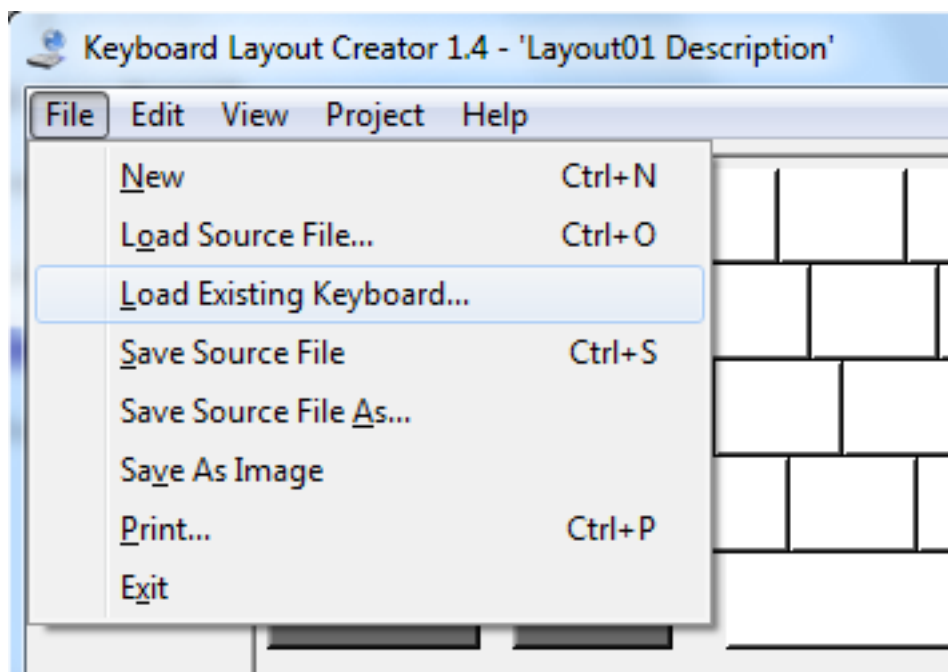 Keyboard Layout Creator 1.4 - 'Layout01 Description'
File Edit View Project Help
New Ctrl+N
Load Source File... Ctrl+O
Load Existing Keyboard...
Save Source File Ctrl+S
Save Source File As...
Save As Image
Print... Ctrl+P
Exit